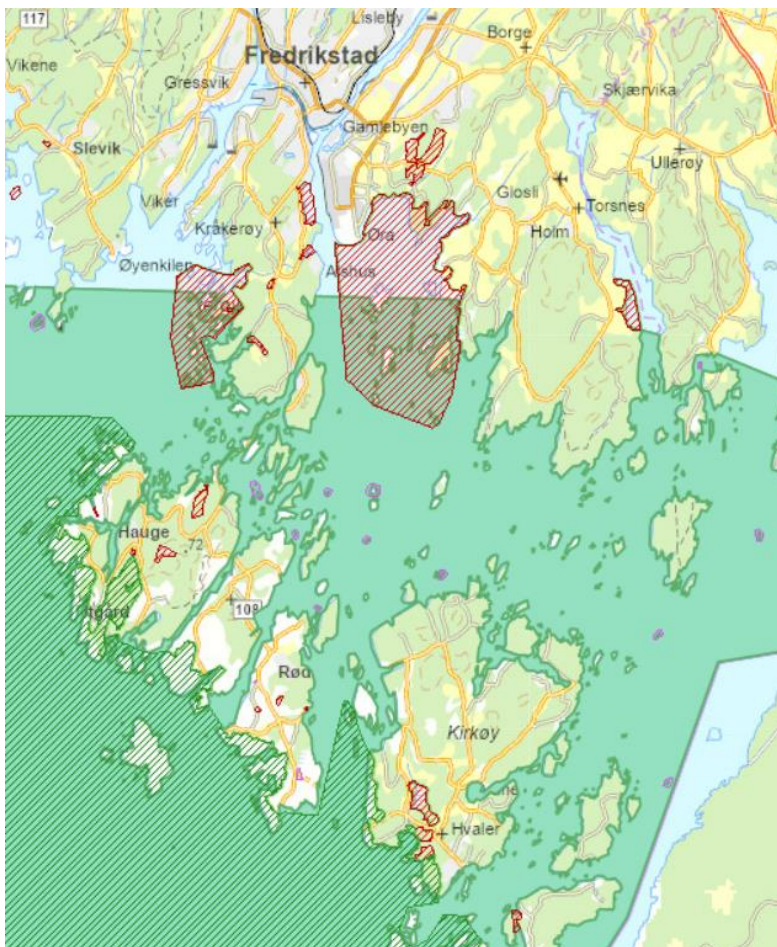 117
Lisleby
Borge
Vikene
Fredrikstad
Gressvik
Skjærvika
Gamlebyen
Slevik
Ullerøy
Glosli
Viker
Torsnes
Kråkerøy
Holm
Øra
Øyenkilen
Alshus
Hauge
72
108
Rød
Kirkøy
Hvaler